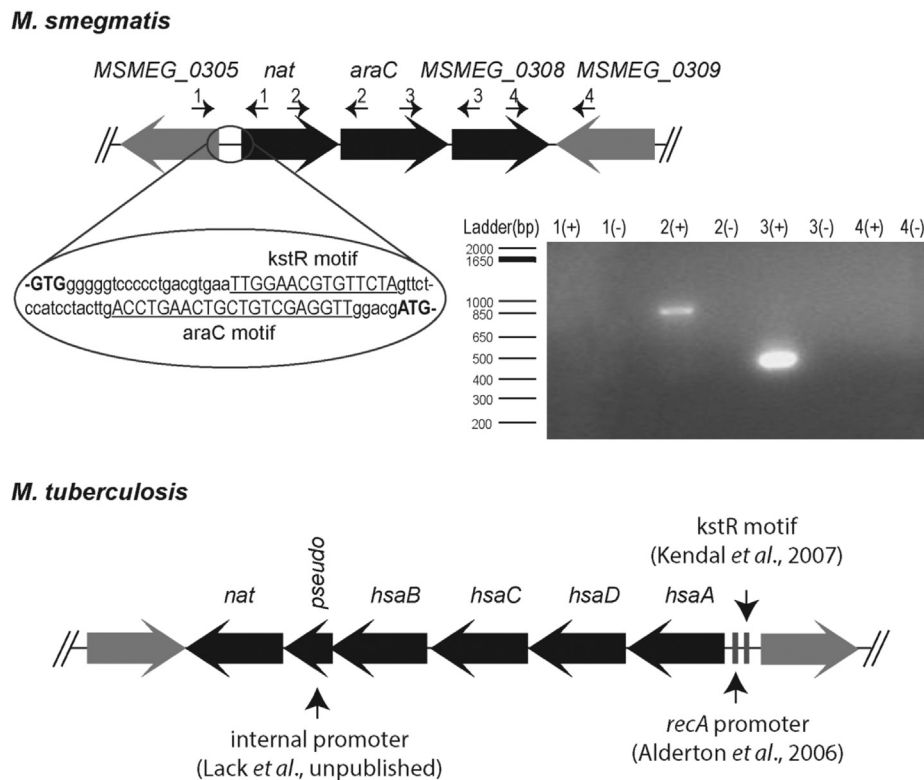 M. smegmatis
MSMEG_0305 nat araC MSMEG_0308 MSMEG_0309
1 1 2 2 3 3 4 4
kstR motif
-GTGgggggtccccctgacgtgaaTTGGAACGTGTTCTAgttct-
ccatcctacttgACCTGAACTGCTGTCGAGGTTggacgATG-
araC motif
Ladder(bp) 1(+) 1(-) 2(+) 2(-) 3(+) 3(-) 4(+) 4(-)
2000
1650
1000
850
650
500
400
300
200
M. tuberculosis
kstR motif
(Kendal et al., 2007)
nat pseudo hsaB hsaC hsaD hsaA
internal promoter
(Lack et al., unpublished)
recA promoter
(Alderton et al., 2006)